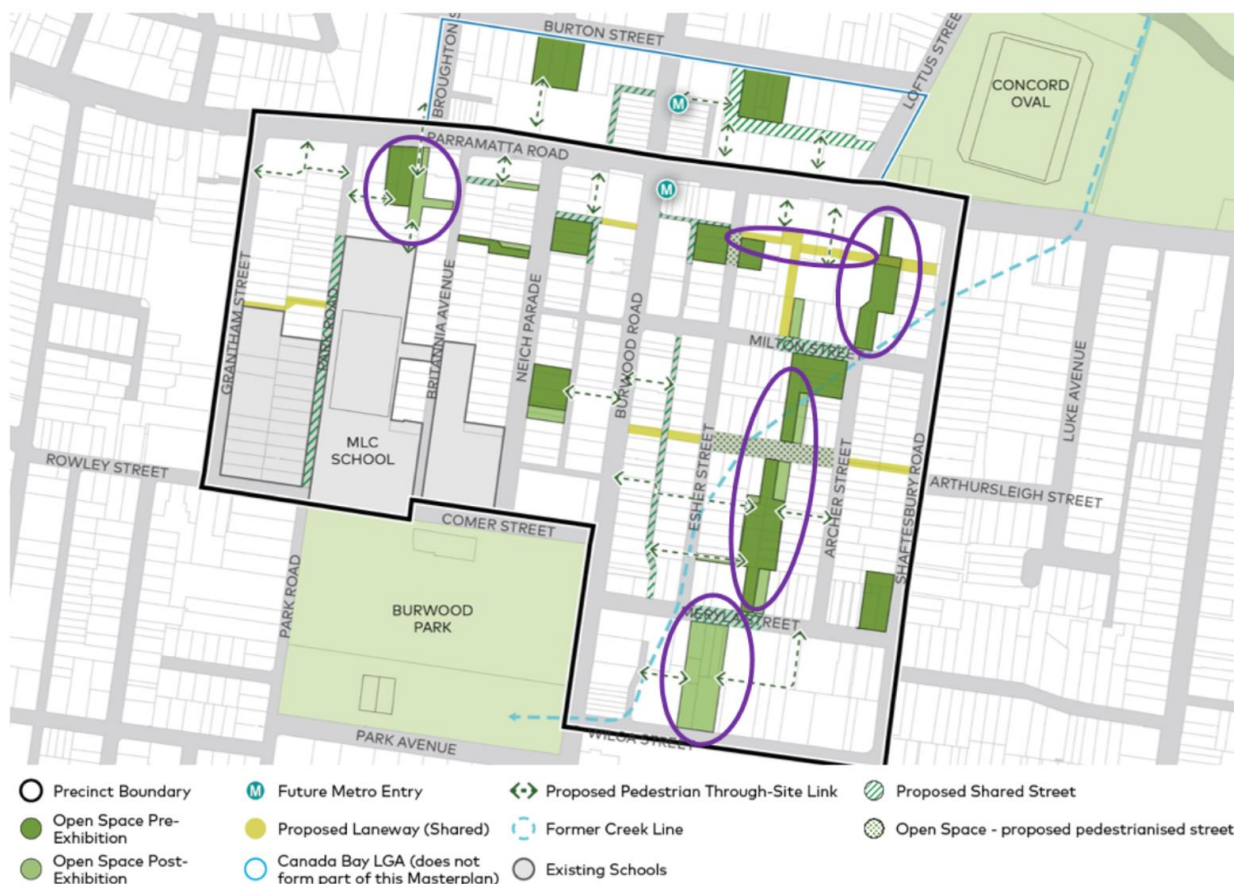 BURTON STREET
BROUGHTON S
LOFTUS STREE
CONCORD
OVAL
M
PARRAMATTA ROAD
M
GRANTHAM STREET
PARK ROAD
BRITANNIA AVENUE
NEICH PARADE
BURWOOD ROAD
MILTON STREET
LUKE AVENUE
MLC
SCHOOL
ROWLEY STREET
ESHER STREET
ARCHER STREET
SHAFTESBURY ROAD
ARTHURSLEIGH STREET
COMER STREET
PARK ROAD
BURWOOD
PARK
MERYLA STREET
PARK AVENUE
WILGA STREET
Precinct Boundary
M Future Metro Entry
Proposed Pedestrian Through-Site Link
Proposed Shared Street
Open Space Pre-
Exhibition
Proposed Laneway (Shared)
Former Creek Line
Open Space - proposed pedestrianised street
Open Space Post-
Exhibition
Canada Bay LGA (does not
form part of this Masterplan)
Existing Schools